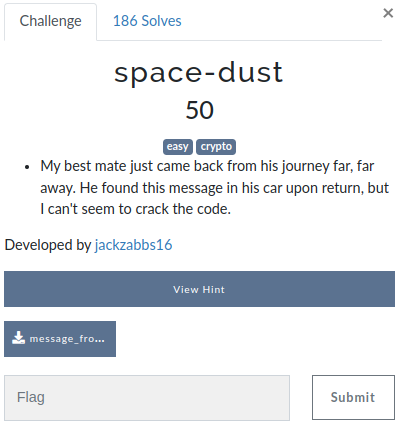 Challenge
186 Solves
×
space-dust
50
easy crypto
• My best mate just came back from his journey far, far
away. He found this message in his car upon return, but
I can't seem to crack the code.
Developed by jackzabbs16
View Hint
message_fro...
Flag
Submit